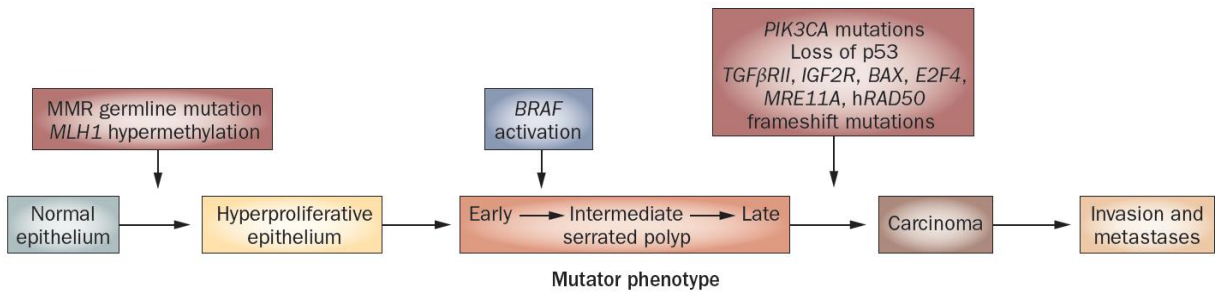 PIK3CA mutations
Loss of p53
TGFβRII, IGF2R, BAX, E2F4,
MRE11A, hRAD50
frameshift mutations
MMR germline mutation
MLH1 hypermethylation
BRAF
activation
Normal
epithelium
Hyperproliferative
epithelium
Early Intermediate Late
serrated polyp
Carcinoma
Invasion and
metastases
Mutator phenotype